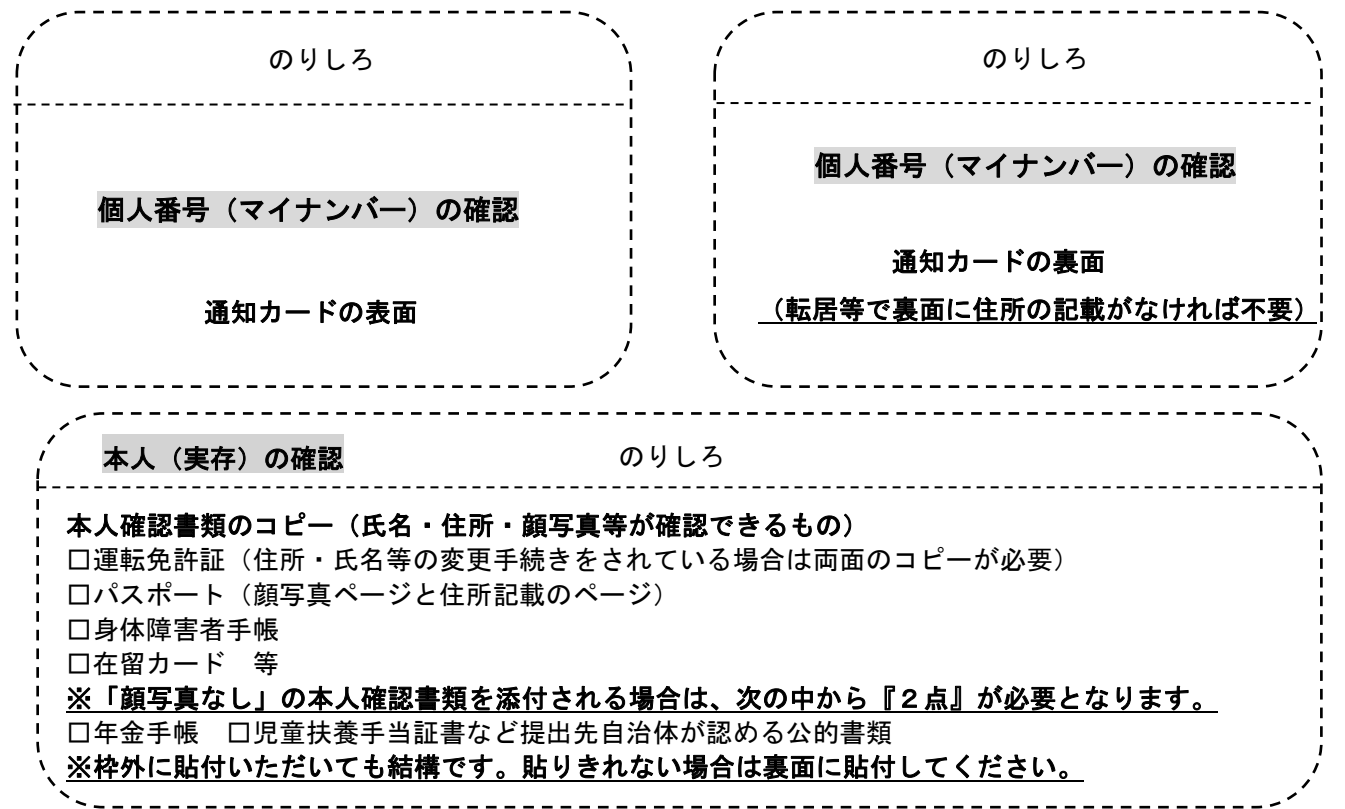 のりしろ
個人番号（マイナンバー）の確認
通知カードの表面
のりしろ
個人番号（マイナンバー）の確認
通知カードの裏面
（転居等で裏面に住所の記載がなければ不要）
本人（実存）の確認　のりしろ
本人確認書類のコピー（氏名・住所・顔写真等が確認できるもの）
□運転免許証（住所・氏名等の変更手続きをされている場合は両面のコピーが必要）
□パスポート（顔写真ページと住所記載のページ）
□身体障害者手帳
□在留カード　等
※「顔写真なし」の本人確認書類を添付される場合は、次の中から『２点』が必要となります。
□年金手帳　□児童扶養手当証書など提出先自治体が認める公的書類
※枠外に貼付いただいても結構です。貼りきれない場合は裏面に貼付してください。